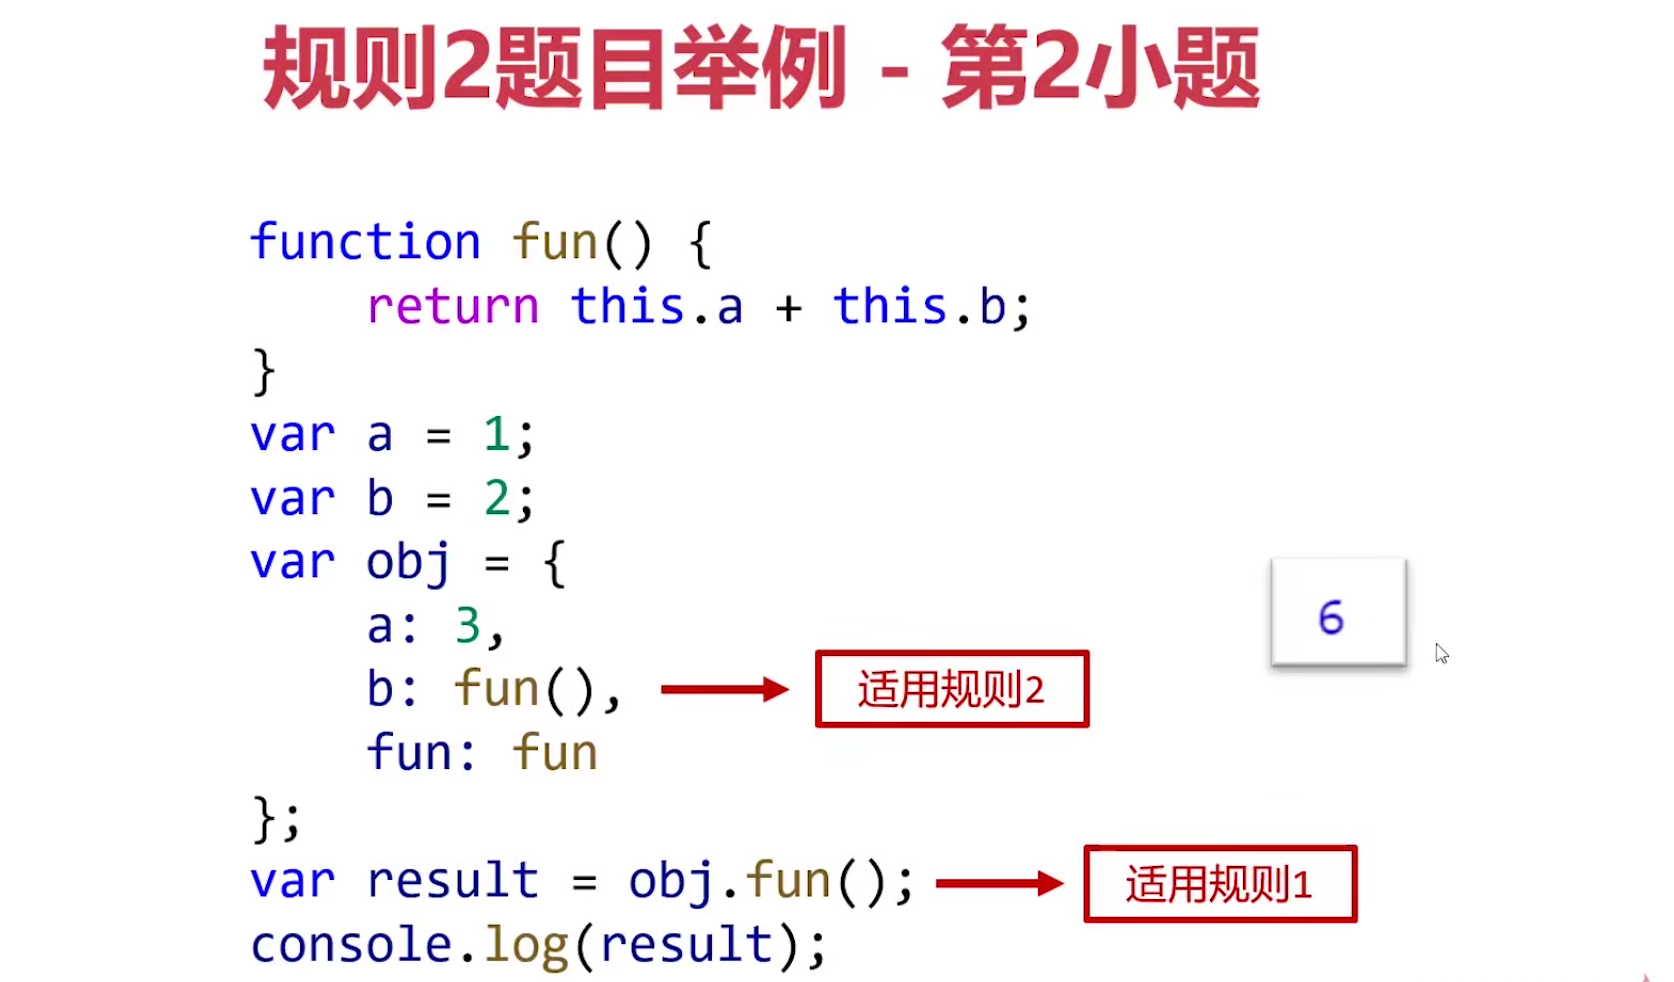 规则2题目举例 - 第2小题
function fun() {
    return this.a + this.b;
}
var a = 1;
var b = 2;
var obj = {
    a: 3,
    b: fun(), 适用规则2
    fun: fun
};
var result = obj.fun(); 适用规则1
console.log(result);
6